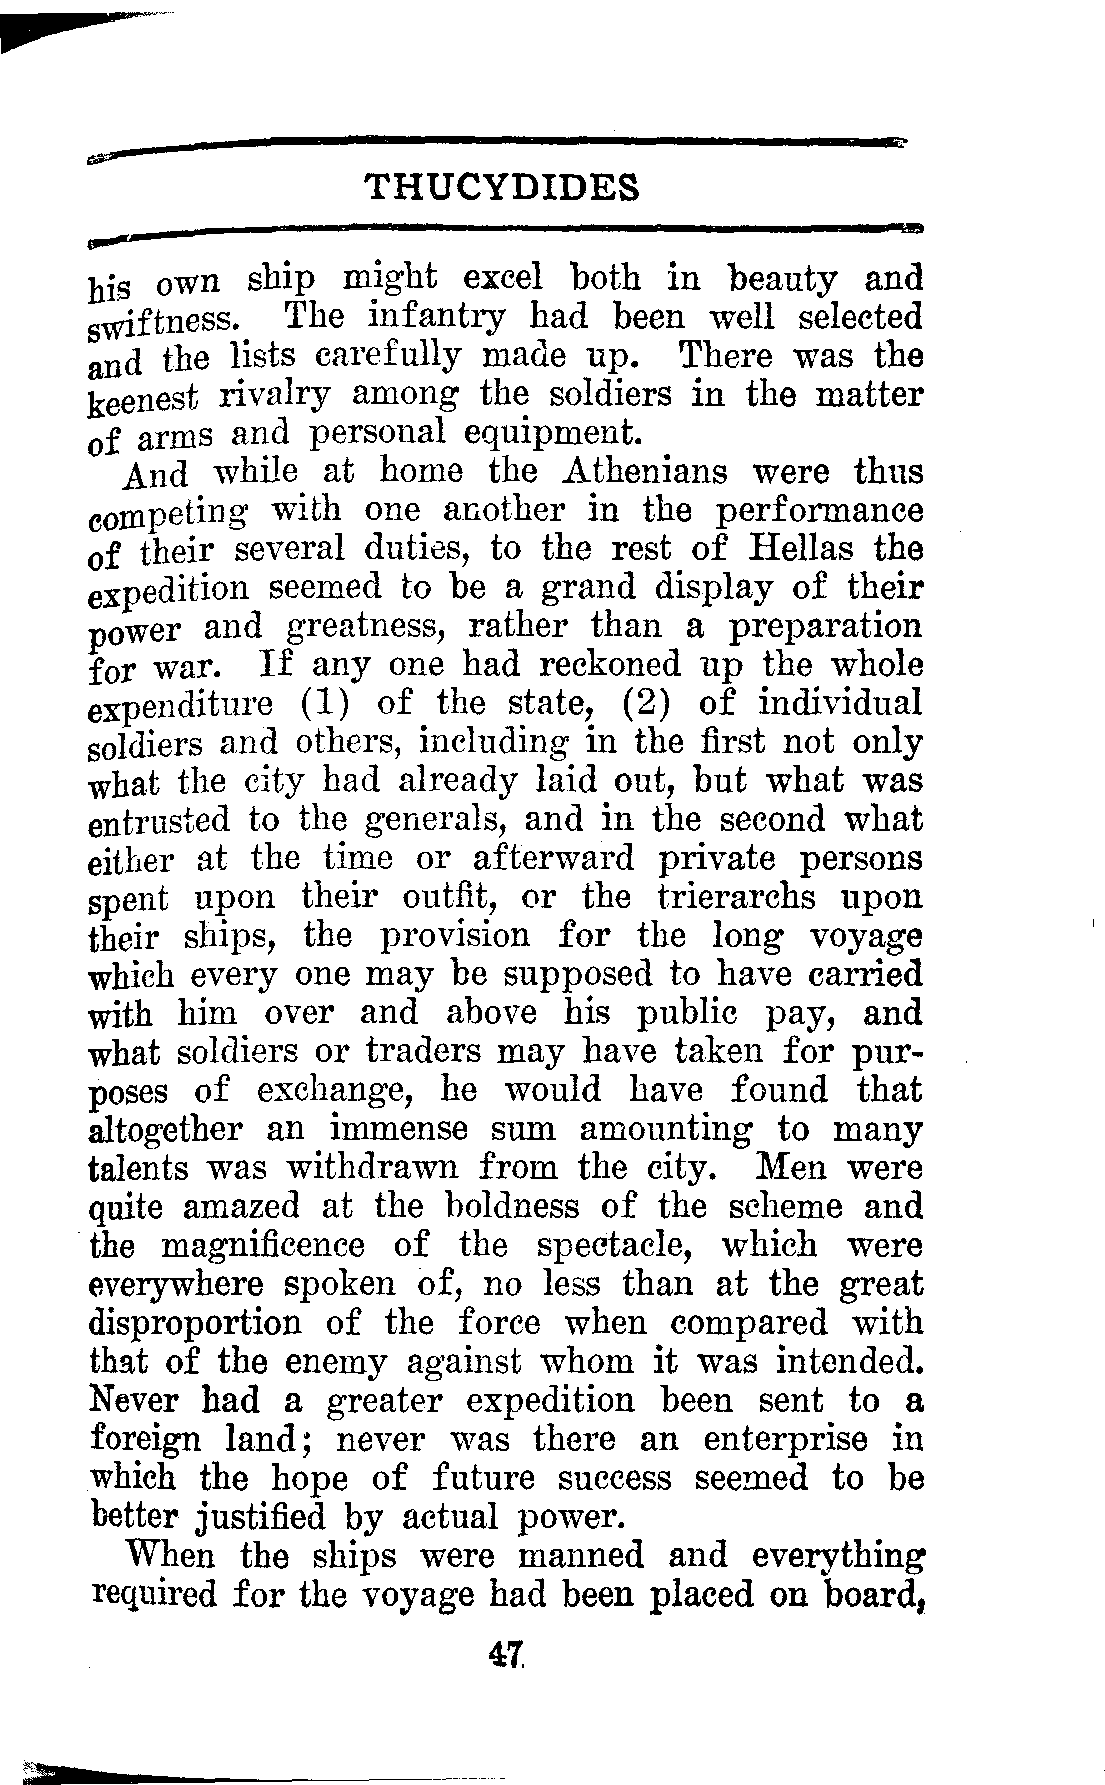 THUCYDIDES
his own ship might excel both in beauty and
swiftness. The infantry had been well selected
and the lists carefully made up. There was the
keenest rivalry among the soldiers in the matter
of arms and personal equipment.
And while at home the Athenians were thus
competing with one another in the performance
of their several duties, to the rest of Hellas the
expedition seemed to be a grand display of their
power and greatness, rather than a preparation
for war. If any one had reckoned up the whole
expenditure (1) of the state, (2) of individual
soldiers and others, including in the first not only
what the city had already laid out, but what was
entrusted to the generals, and in the second what
either at the time or afterward private persons
spent upon their outfit, or the trierarchs upon
their ships, the provision for the long voyage
which every one may be supposed to have carried
with him over and above his public pay, and
what soldiers or traders may have taken for pur-
poses of exchange, he would have found that
altogether an immense sum amounting to many
talents was withdrawn from the city. Men were
quite amazed at the boldness of the scheme and
the magnificence of the spectacle, which were
everywhere spoken of, no less than at the great
disproportion of the force when compared with
that of the enemy against whom it was intended.
Never had a greater expedition been sent to a
foreign land; never was there an enterprise in
which the hope of future success seemed to be
better justified by actual power.
When the ships were manned and everything
required for the voyage had been placed on board,
47